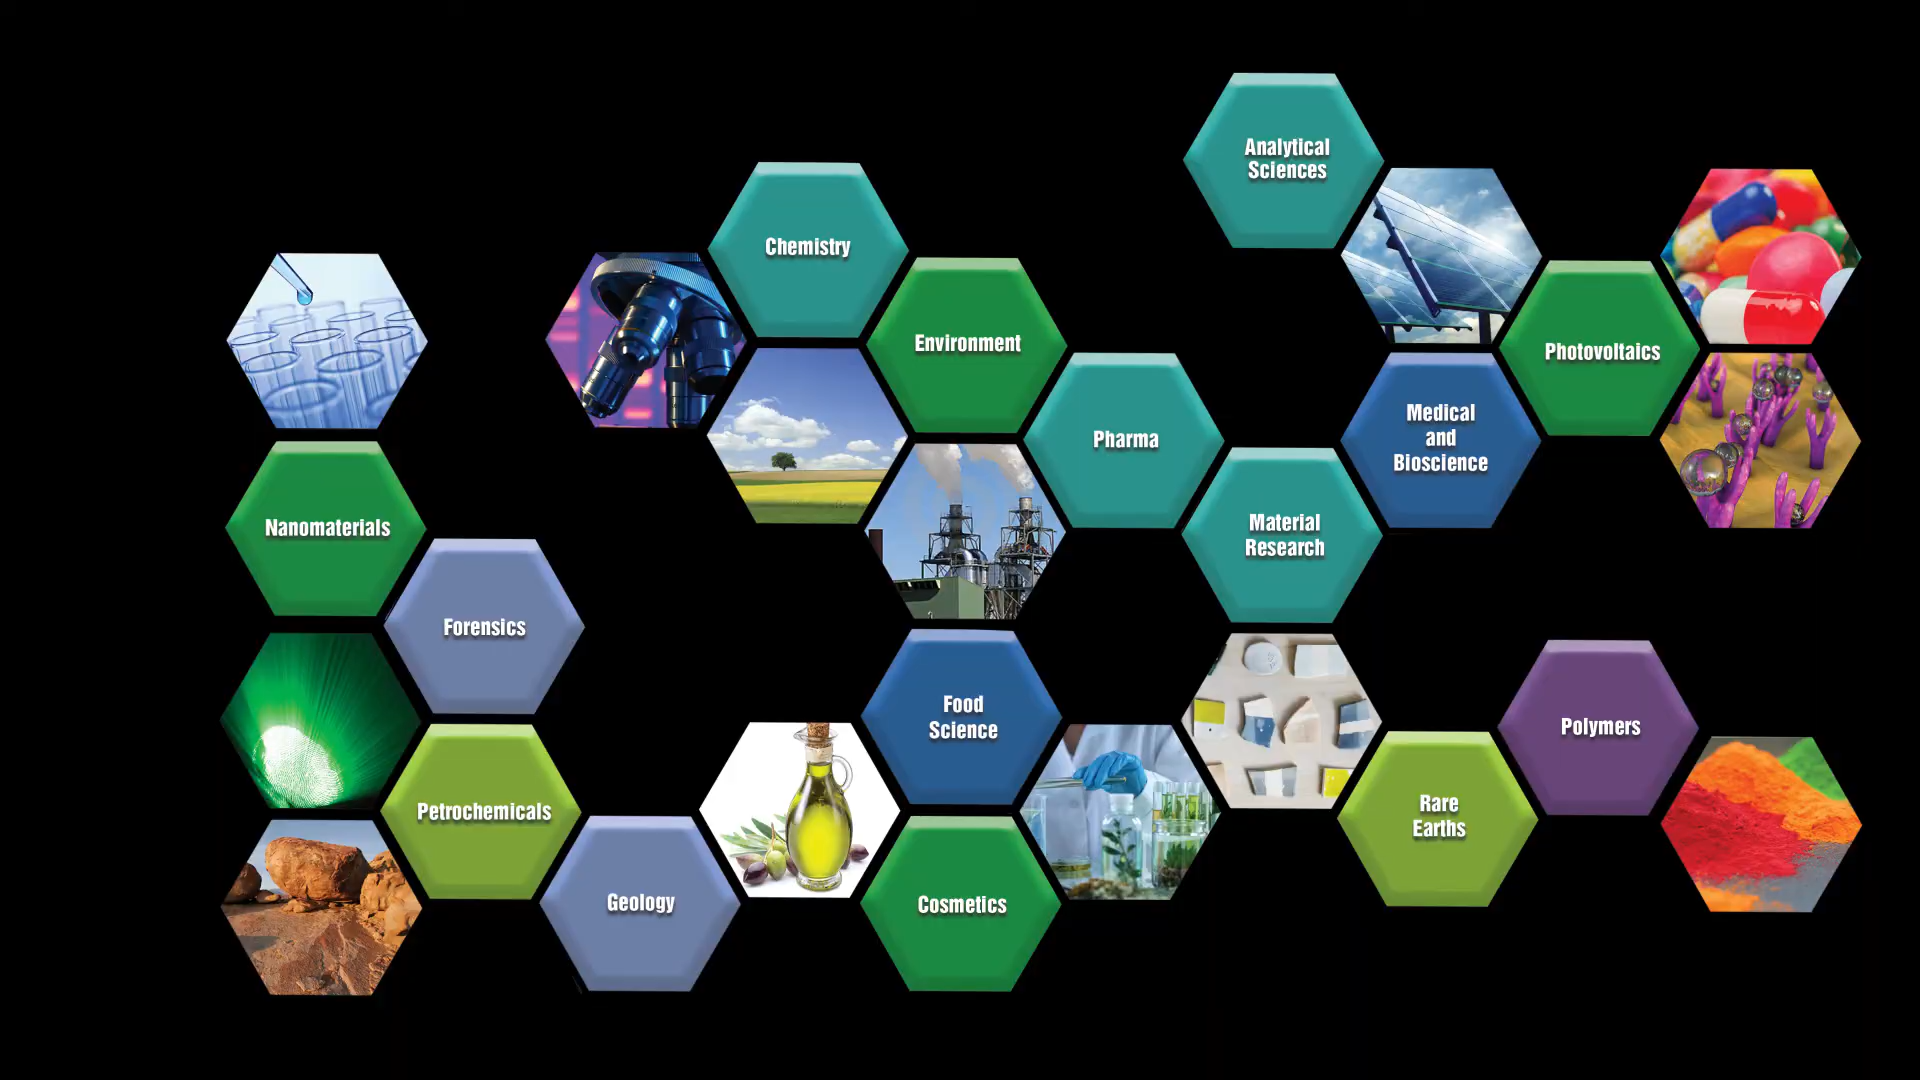 Analytical
Sciences
Chemistry
Environment
Photovoltaics
Pharma
Medical
and
Bioscience
Material
Research
Nanomaterials
Forensics
Food
Science
Polymers
Petrochemicals
Rare
Earths
Geology
Cosmetics